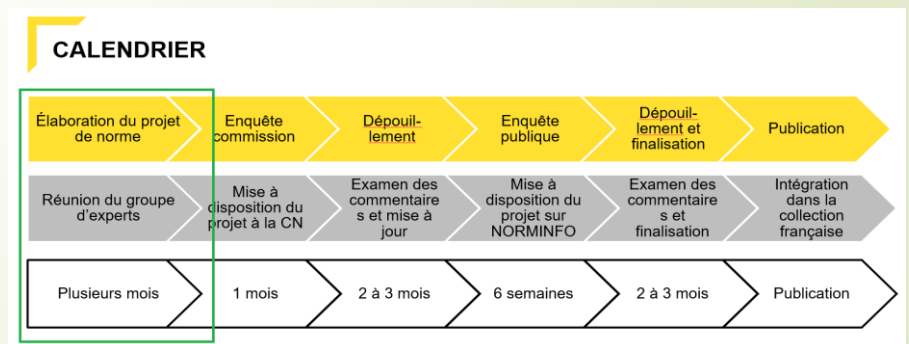 CALENDRIER
Élaboration du projet
de norme
Enquête
commission
Dépouil-
lement
Enquête
publique
Dépouil-
lement et
finalisation
Publication
Réunion du groupe
d'experts
Mise à
disposition du
projet à la CN
Examen des
commentaire
s et mise à
jour
Mise à
disposition du
projet sur
NORMINFO
Examen des
commentaire
s et
finalisation
Intégration
dans la
collection
française
Plusieurs mois
1 mois
2 à 3 mois
6 semaines
2 à 3 mois
Publication